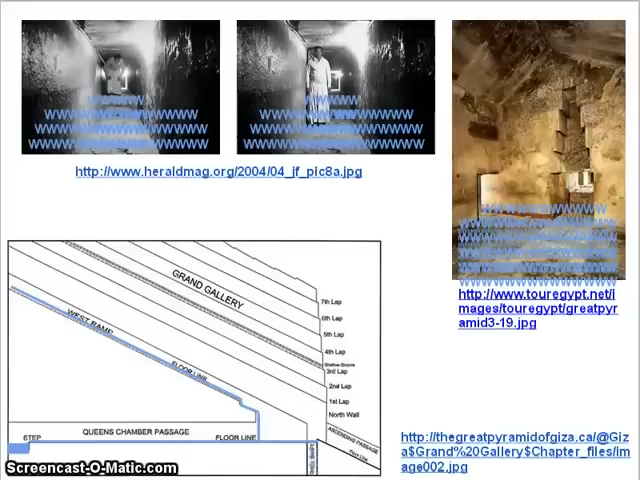 http://www.heraldmag.org/2004/04_jf_pic8a.jpg
http://www.touregypt.net/i
mages/touregypt/greatpyr
amid3-19.jpg
GRAND GALLERY
7th Lap
6th Lap
5th Lap
4th Lap
3rd Lap
2nd Lap
1st Lap
North Wall
WEST RAMP
FLOOR LINE
QUEENS CHAMBER PASSAGE
STEP
FLOOR LINE
ASCENDING PASSAGE
Floor Line
http://thegreatpyramidofgiza.ca/@Giz
a$Grand%20Gallery$Chapter_files/im
age002.jpg
Screencast-O-Matic.com